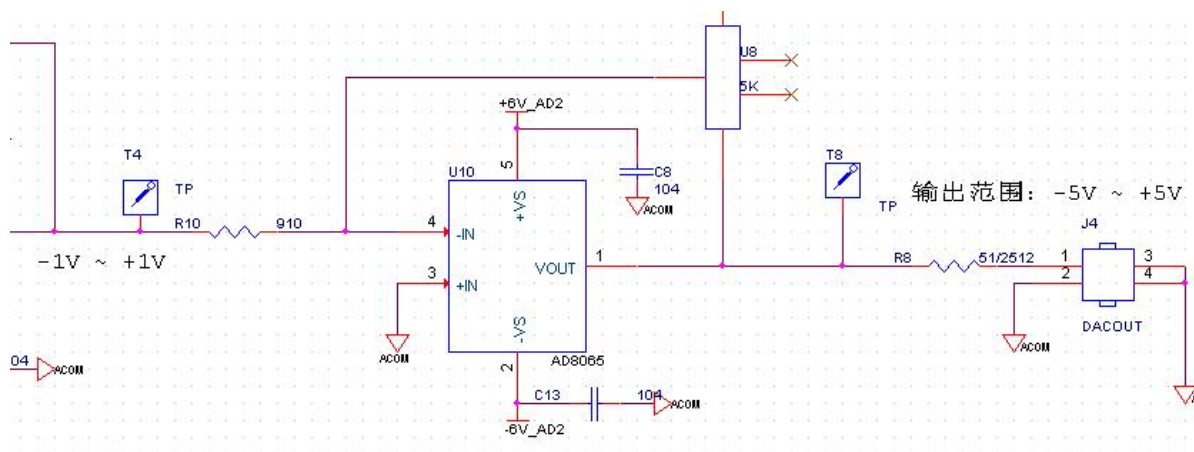 U8
5K
+6V_AD2
T4
TP
C8
104
ACOM
T8
TP
输出范围: -5V ~ +5V
U10
5
+VS
R10
910
4
-IN
J4
-1V ~ +1V
3
+IN
VOUT
1
R8
51/2512
1
2
3
4
-VS
DACOUT
ACOM
ACOM
04
ACOM
2
AD8065
C13
104
ACOM
-6V_AD2